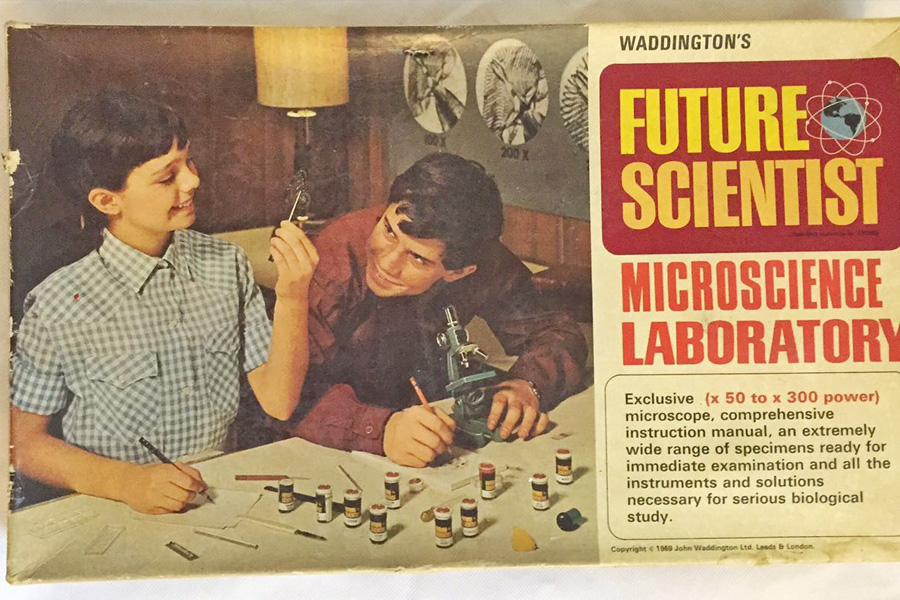 WADDINGTON'S
FUTURE
SCIENTIST
MICROSCIENCE
LABORATORY
Exclusive (x 50 to x 300 power)
microscope, comprehensive
instruction manual, an extremely
wide range of specimens ready for
immediate examination and all the
instruments and solutions
necessary for serious biological
study.
Copyright © 1969 John Waddington Ltd. Leeds & London.
200 X